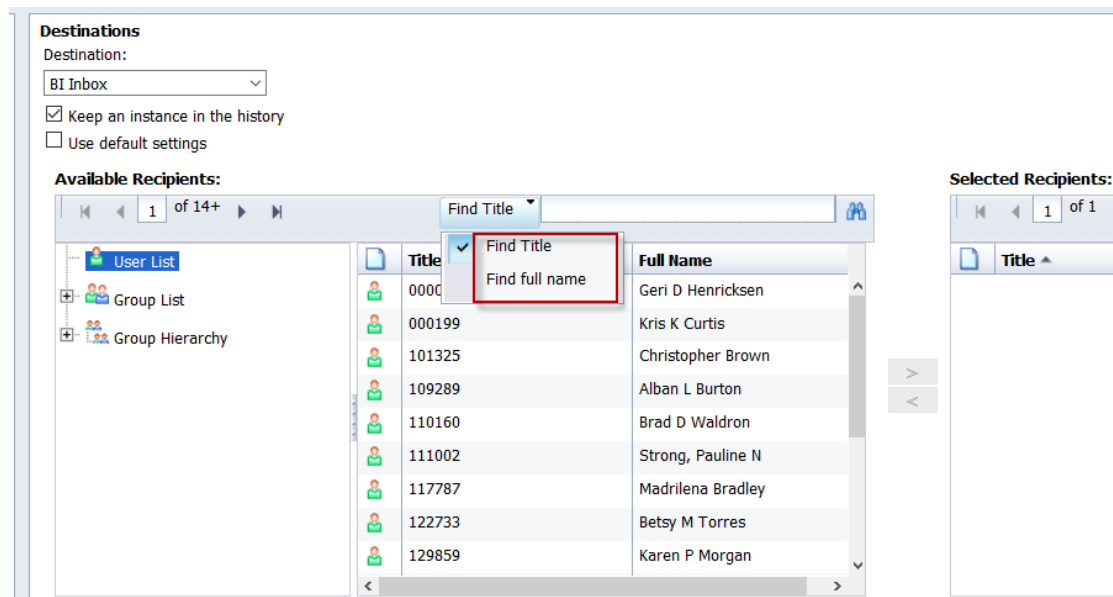 Destinations
Destination:
BI Inbox
Keep an instance in the history
Use default settings
Available Recipients:
Selected Recipients:
1 of 14+
Find Title
1 of 1
User List
Group List
Group Hierarchy
Find Title
Find full name
Title Full Name
Title
Geri D Henricksen
000199 Kris K Curtis
101325 Christopher Brown
109289 Alban L Burton
110160 Brad D Waldron
111002 Strong, Pauline N
117787 Madrilena Bradley
122733 Betsy M Torres
129859 Karen P Morgan
>
<